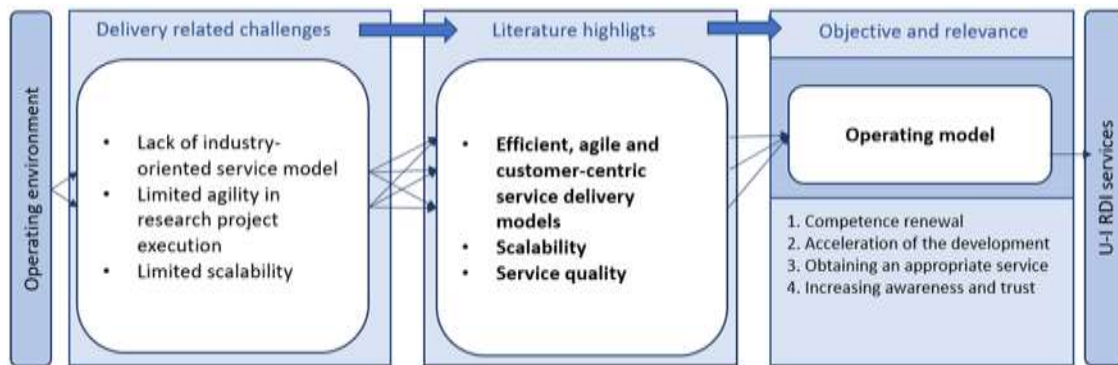 Operating environment
Delivery related challenges
• Lack of industry-
oriented service model
• Limited agility in
research project
execution
• Limited scalability
Literature highligts
• Efficient, agile and
customer-centric
service delivery
models
• Scalability
• Service quality
Objective and relevance
Operating model
1. Competence renewal
2. Acceleration of the development
3. Obtaining an appropriate service
4. Increasing awareness and trust
U-I RDI services